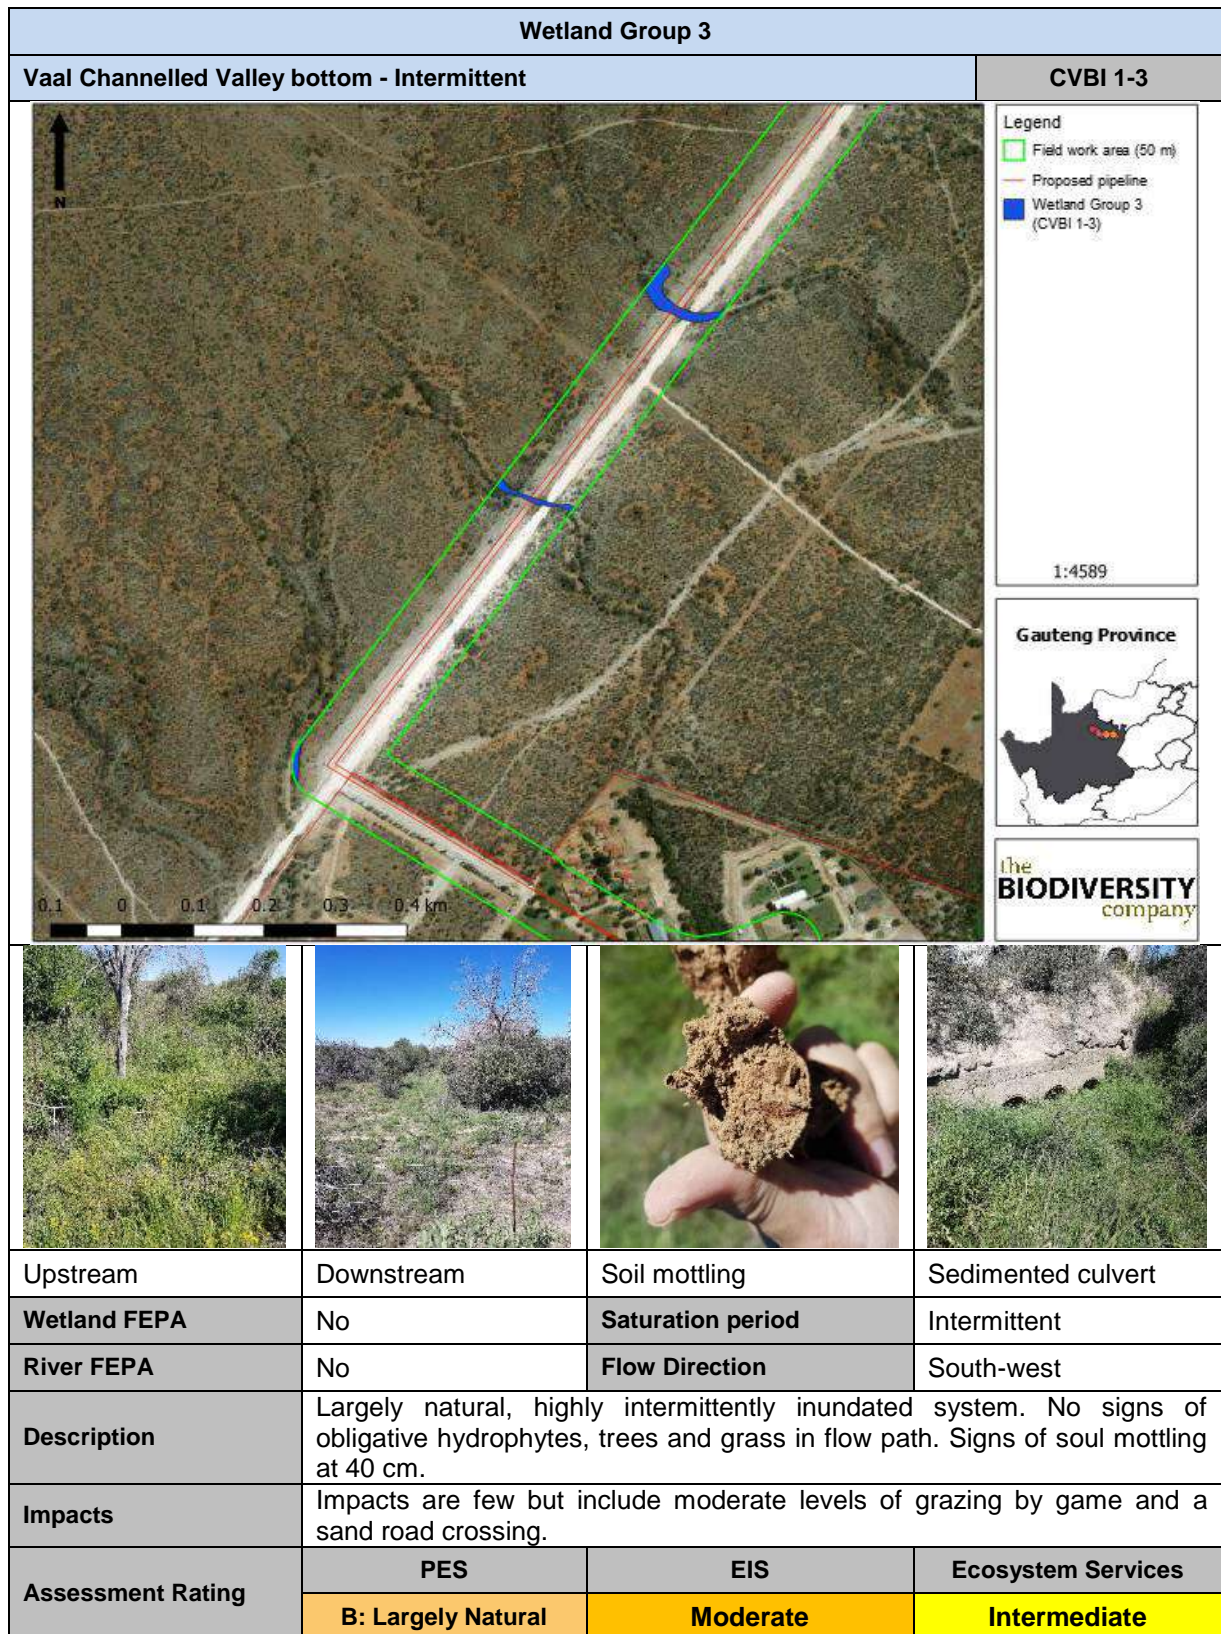 Wetland Group 3
Vaal Channelled Valley bottom - Intermittent
CVBI 1-3
N
0.1 0 0.1 0.2 0.3 0.4 km
Legend
Field work area (50 m)
Proposed pipeline
Wetland Group 3
(CVBI 1-3)
1:4589
Gauteng Province
the
BIODIVERSITY
company
Upstream
Downstream
Soil mottling
Sedimented culvert
Wetland FEPA
No
Saturation period
Intermittent
River FEPA
No
Flow Direction
South-west
Description
Largely natural, highly intermittently inundated system. No signs of
obligative hydrophytes, trees and grass in flow path. Signs of soul mottling
at 40 cm.
Impacts
Impacts are few but include moderate levels of grazing by game and a
sand road crossing.
Assessment Rating
PES
EIS
Ecosystem Services
B: Largely Natural
Moderate
Intermediate